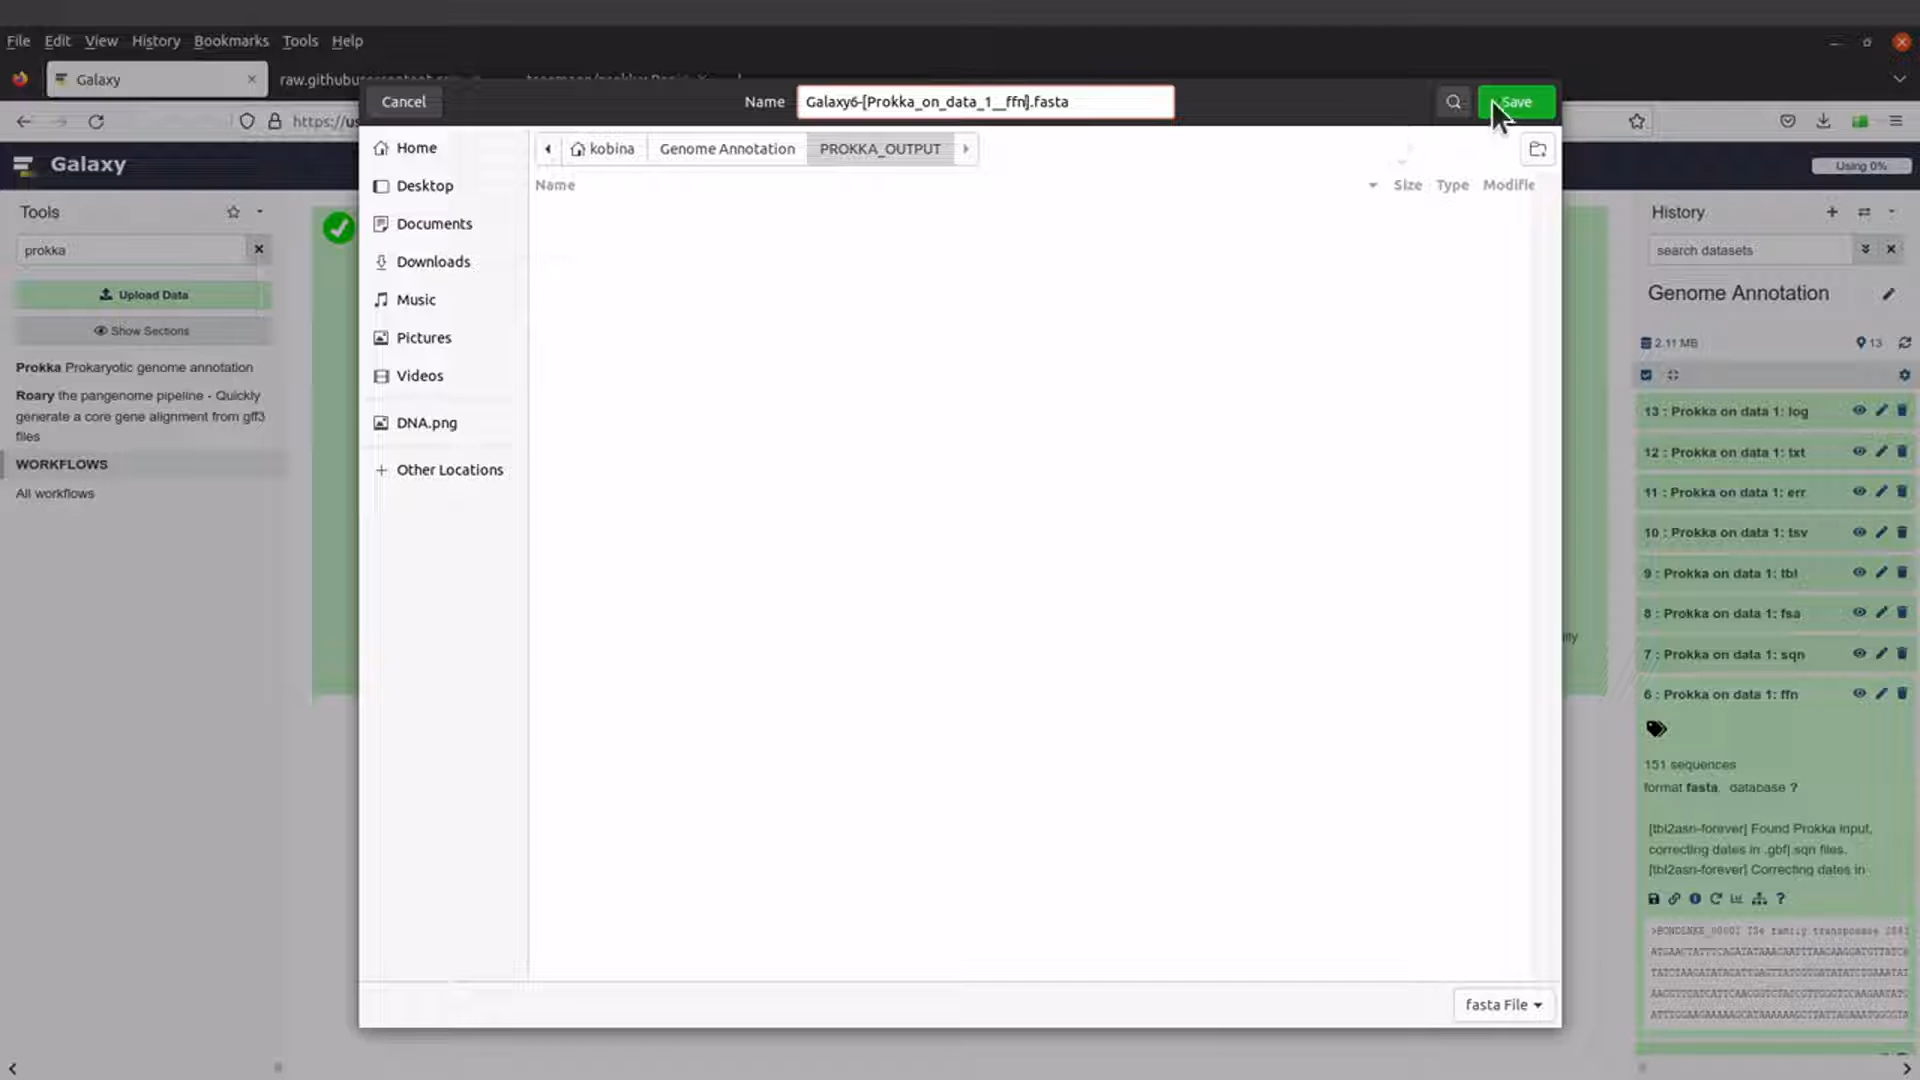 File Edit View History Bookmarks Tools Help
Galaxy
Cancel
Name
Galaxy6-[Prokka_on_data_1__ffn].fasta
Save
Home
Desktop
Documents
Downloads
Music
Pictures
Videos
DNA.png
Other Locations
kobina Genome Annotation PROKKA_OUTPUT
Name Size Type Modifie
fasta File
Galaxy
Using 0%
Tools
prokka
Upload Data
Show Sections
Prokka Prokaryotic genome annotation
Roary the pangenome pipeline - Quickly
generate a core gene alignment from gff3
files
WORKFLOWS
All workflows
History
search datasets
Genome Annotation
2.11 MB 13
13 : Prokka on data 1: log
12 : Prokka on data 1: txt
11 : Prokka on data 1: err
10 : Prokka on data 1: tsv
9 : Prokka on data 1: tbl
8 : Prokka on data 1: fsa
7 : Prokka on data 1: sqn
6 : Prokka on data 1: ffn
151 sequences
format fasta, database ?
[tbl2asn-forever] Found Prokka input,
correcting dates in .gbf|.sqn files.
[tbl2asn-forever] Correcting dates in